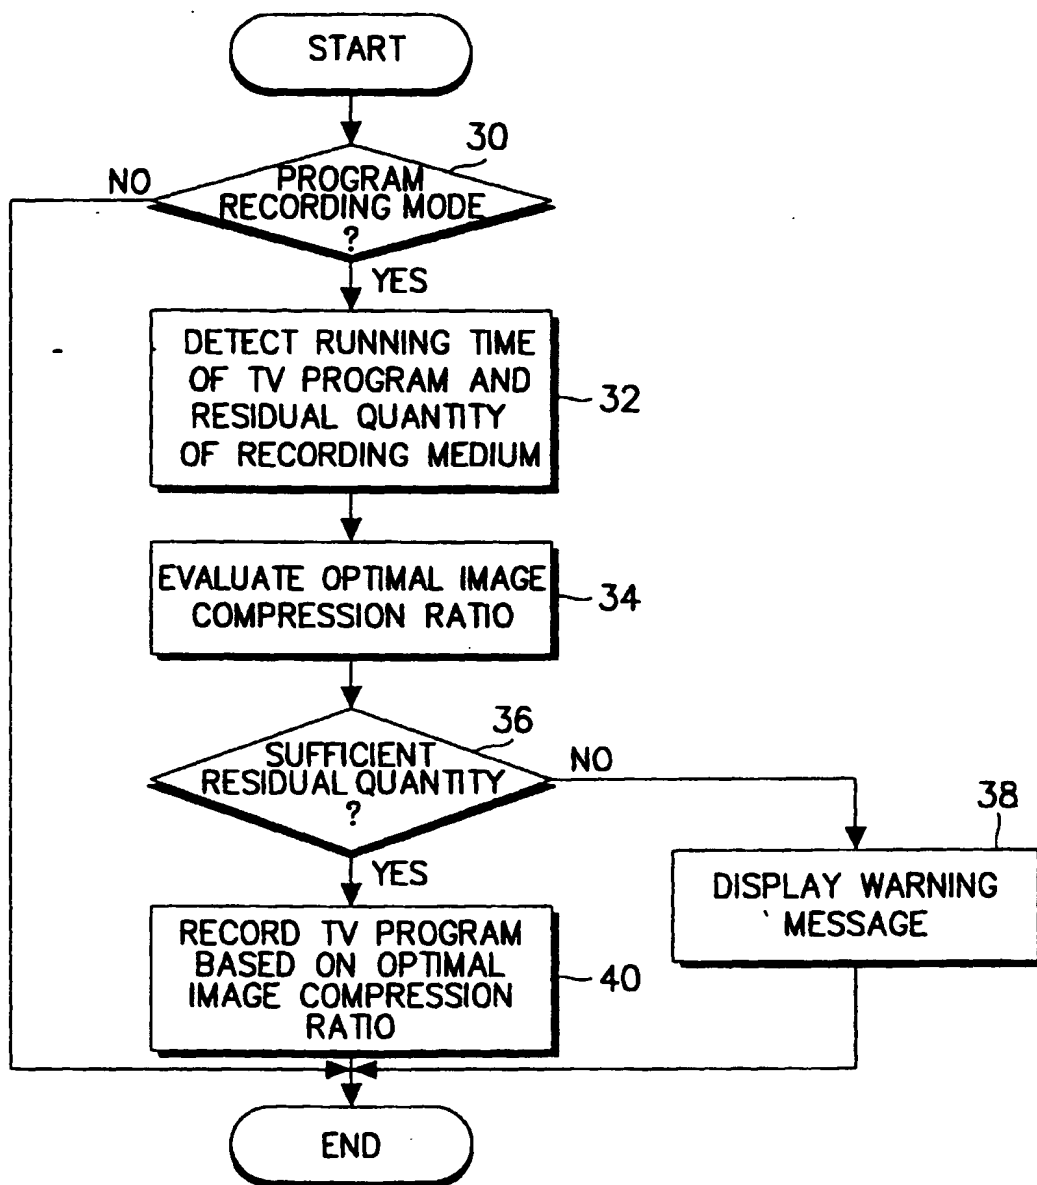 START
30
NO
PROGRAM
RECORDING MODE
?
YES
DETECT RUNNING TIME
OF TV PROGRAM AND
RESIDUAL QUANTITY
OF RECORDING MEDIUM
32
EVALUATE OPTIMAL IMAGE
COMPRESSION RATIO
34
36
SUFFICIENT
RESIDUAL QUANTITY
?
NO
YES
38
DISPLAY WARNING
MESSAGE
RECORD TV PROGRAM
BASED ON OPTIMAL
IMAGE COMPRESSION
RATIO
40
END